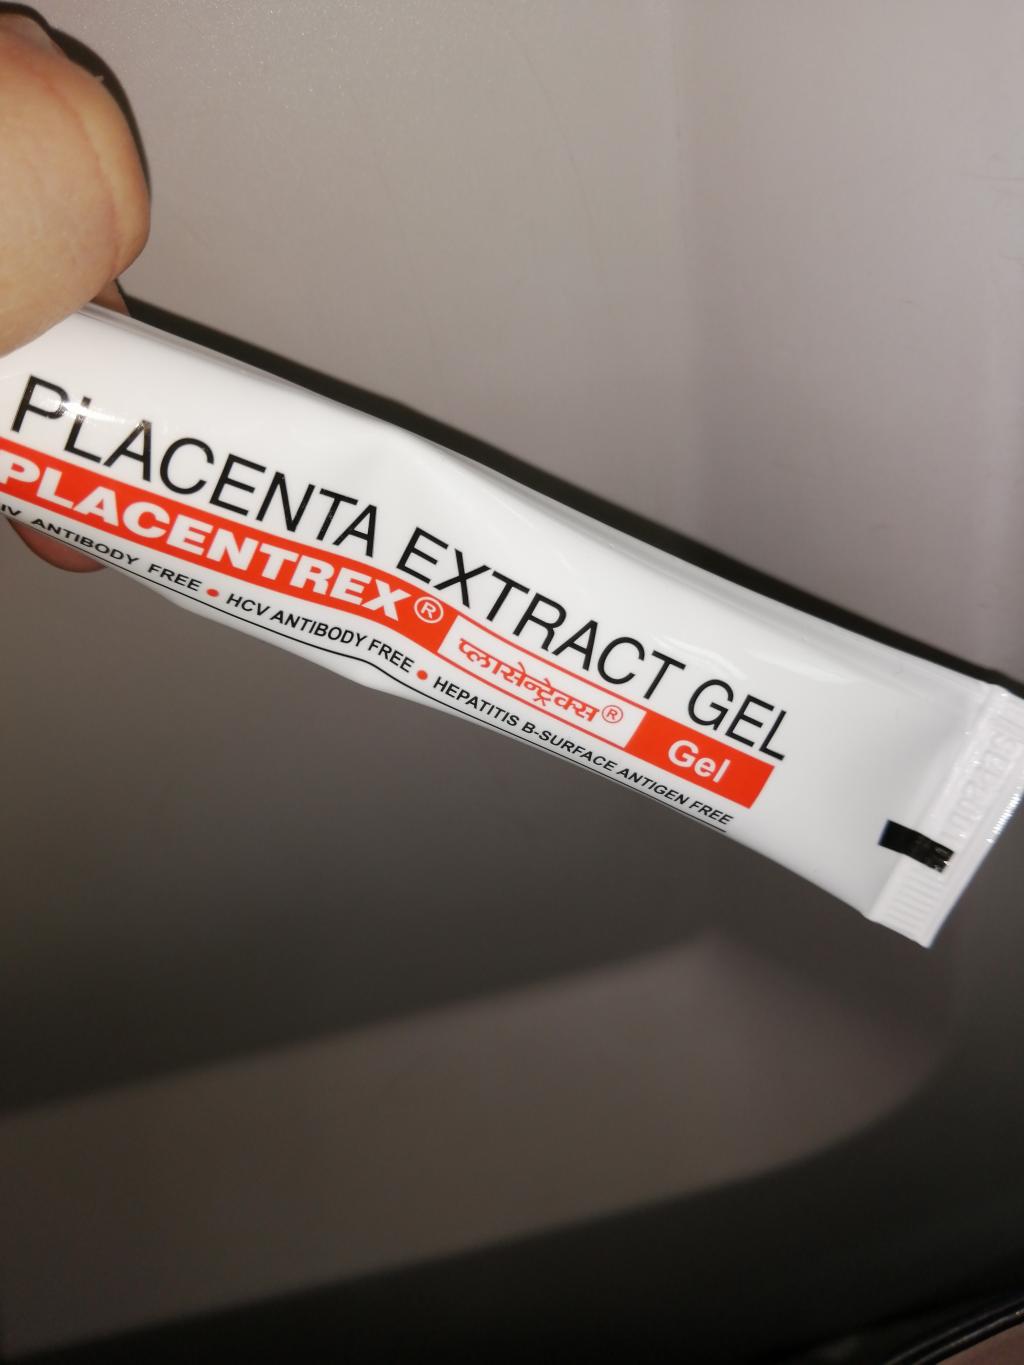 PLACENTA EXTRACT GEL
PLACENTREX® प्लासेन्ट्रेक्स® Gel
ANTIBODY FREE • HCV ANTIBODY FREE • HEPATITIS B-SURFACE ANTIGEN FREE